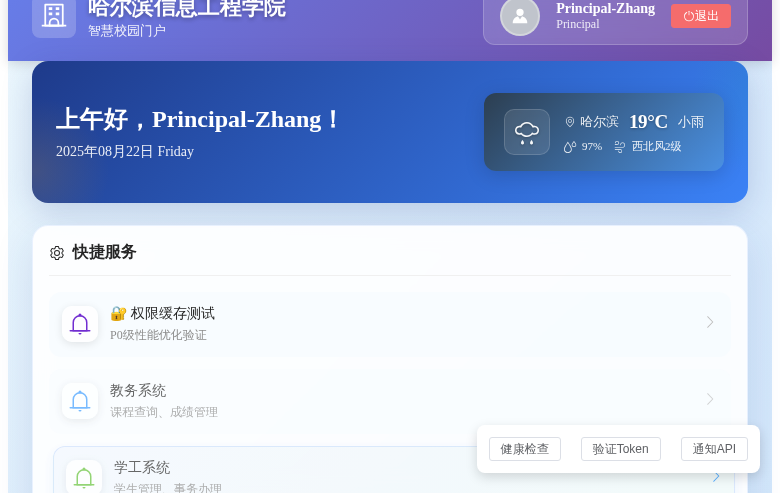 哈尔滨信息工程学院
智慧校园门户
Principal-Zhang
Principal
退出
上午好，Principal-Zhang！
2025年08月22日 Friday
哈尔滨 19°C 小雨
97% 西北风2级
快捷服务
🔐 权限缓存测试
P0级性能优化验证
教务系统
课程查询、成绩管理
健康检查 验证Token 通知API
学工系统
学生管理、事务办理